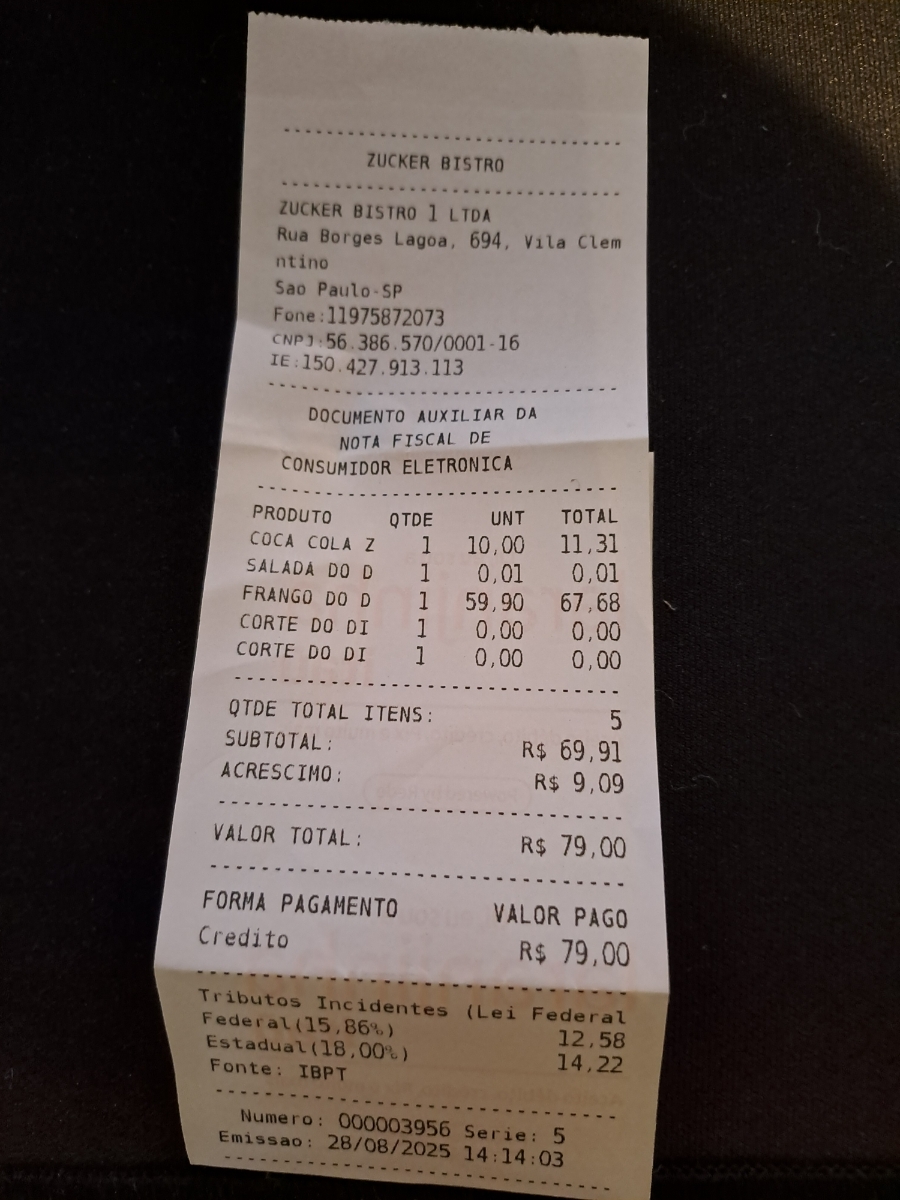 ZUCKER BISTRO
ZUCKER BISTRO 1 LTDA
Rua Borges Lagoa, 694, Vila Clem
ntino
Sao Paulo-SP
Fone:11975872073
CNPJ:56.386.570/0001-16
IE:150.427.913.113
DOCUMENTO AUXILIAR DA
NOTA FISCAL DE
CONSUMIDOR ELETRONICA
PRODUTO QTDE UNT TOTAL
COCA COLA Z 1 10,00 11,31
SALADA DO D 1 0,01 0,01
FRANGO DO D 1 59,90 67,68
CORTE DO DI 1 0,00 0,00
CORTE DO DI 1 0,00 0,00
QTDE TOTAL ITENS: 5
SUBTOTAL: R$ 69,91
ACRESCIMO: R$ 9,09
VALOR TOTAL: R$ 79,00
FORMA PAGAMENTO VALOR PAGO
Credito R$ 79,00
Tributos Incidentes (Lei Federal
Federal(15,86%) 12,58
Estadual(18,00%) 14,22
Fonte: IBPT
Numero: 000003956 Serie: 5
Emissao: 28/08/2025 14:14:03